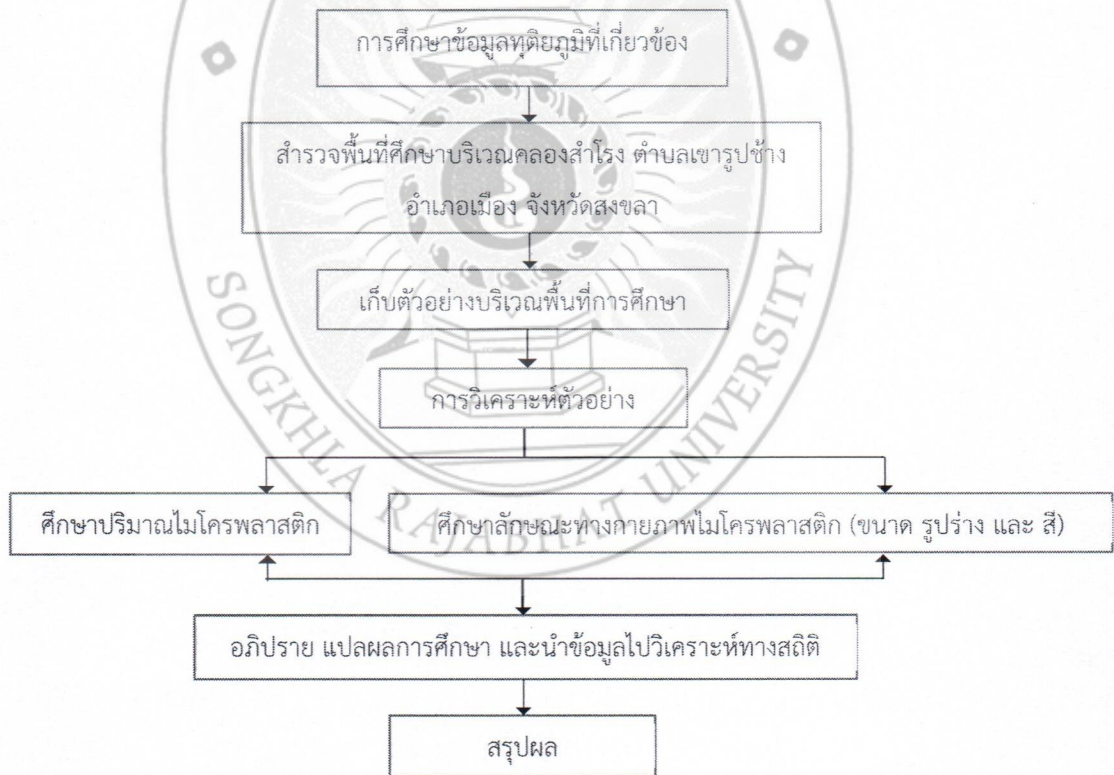 การศึกษาข้อมูลทุติยภูมิที่เกี่ยวข้อง
สำรวจพื้นที่ศึกษาบริเวณคลองสำโรง ตำบลเขารูปช้าง
อำเภอเมือง จังหวัดสงขลา
เก็บตัวอย่างบริเวณพื้นที่การศึกษา
การวิเคราะห์ตัวอย่าง
ศึกษาปริมาณไมโครพลาสติก
ศึกษาลักษณะทางกายภาพไมโครพลาสติก (ขนาด รูปร่าง และ สี)
อภิปราย แปลผลการศึกษา และนำข้อมูลไปวิเคราะห์ทางสถิติ
สรุปผล
SONGKHLA RAJABHAT UNIVERSITY